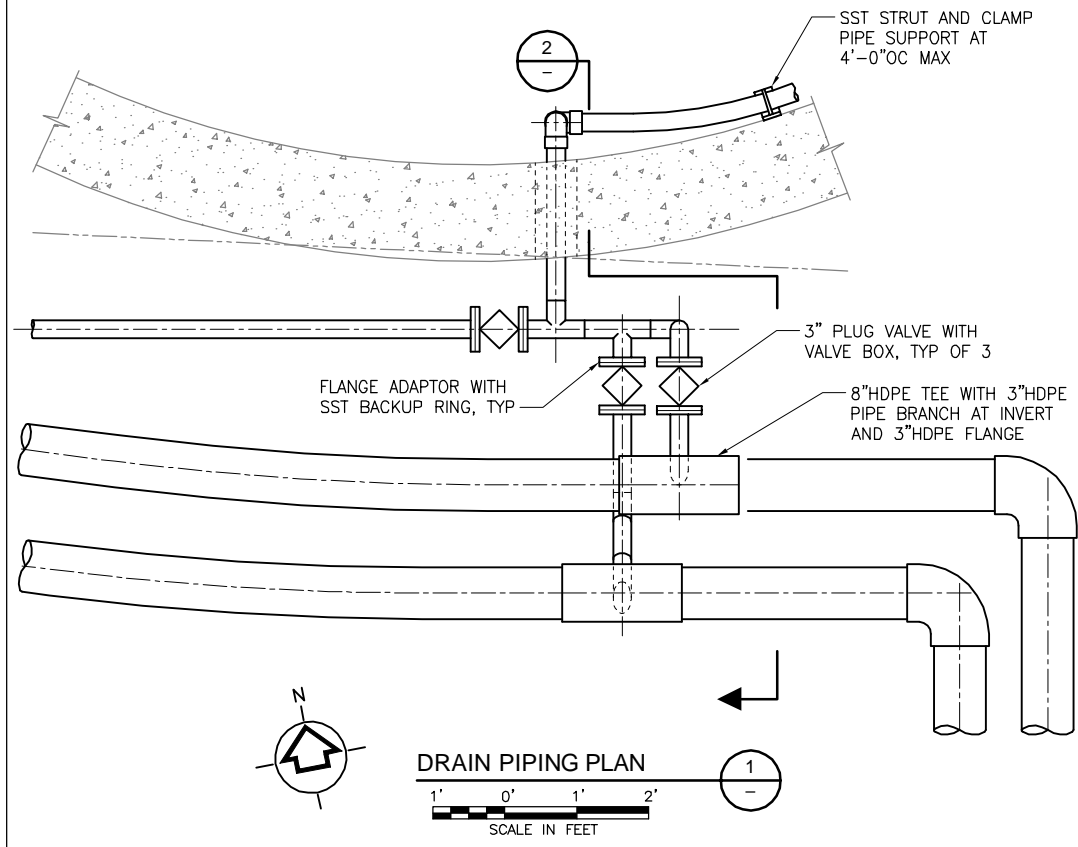 SST STRUT AND CLAMP
PIPE SUPPORT AT
4'-0"OC MAX
2
–
3" PLUG VALVE WITH
VALVE BOX, TYP OF 3
FLANGE ADAPTOR WITH
SST BACKUP RING, TYP
8"HDPE TEE WITH 3"HDPE
PIPE BRANCH AT INVERT
AND 3"HDPE FLANGE
N
DRAIN PIPING PLAN
1
–
1' 0' 1' 2'
SCALE IN FEET